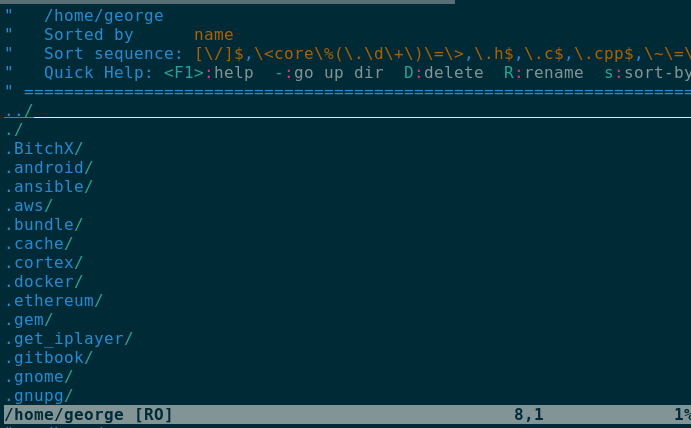 "   /home/george
"   Sorted by      name
"   Sort sequence: [\/]$,\<core\%(\.\d\+\)\=\>,\.h$,\.c$,\.cpp$,\~\=\
"   Quick Help: <F1>:help  -:go up dir  D:delete  R:rename  s:sort-by
" ===================================================================
../
./
.BitchX/
.android/
.ansible/
.aws/
.bundle/
.cache/
.cortex/
.docker/
.ethereum/
.gem/
.get_iplayer/
.gitbook/
.gnome/
.gnupg/
/home/george [RO]                                  8,1             1%